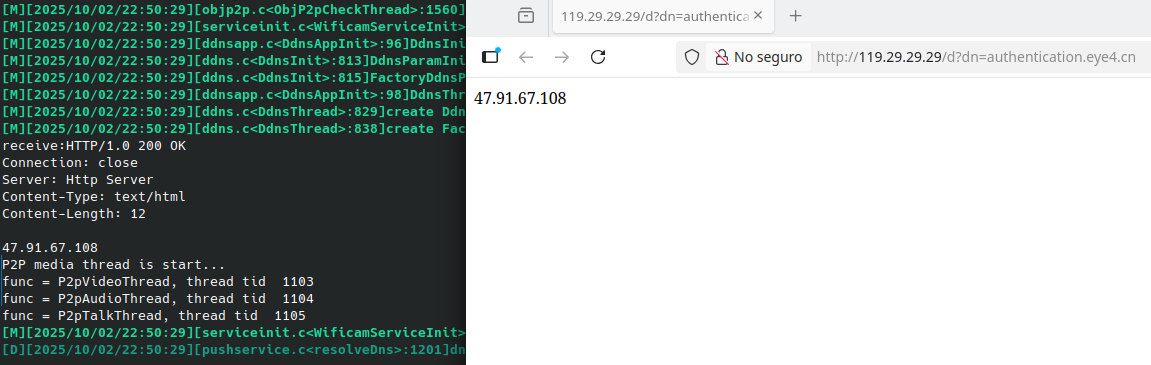 [M][2025/10/02/22:50:29][objp2p.c<ObjP2pCheckThread>:1560]
[M][2025/10/02/22:50:29][serviceinit.c<WificamServiceInit>
[M][2025/10/02/22:50:29][ddnsapp.c<DdnsAppInit>:96]DdnsIni
[M][2025/10/02/22:50:29][ddns.c<DdnsInit>:813]DdnsParamIni
[M][2025/10/02/22:50:29][ddns.c<DdnsInit>:815]FactoryDdnsP
[M][2025/10/02/22:50:29][ddnsapp.c<DdnsAppInit>:98]DdnsThr
[M][2025/10/02/22:50:29][ddns.c<DdnsThread>:829]create Ddn
[M][2025/10/02/22:50:29][ddns.c<DdnsThread>:838]create Fac
receive:HTTP/1.0 200 OK
Connection: close
Server: Http Server
Content-Type: text/html
Content-Length: 12
47.91.67.108
P2P media thread is start...
func = P2pVideoThread, thread tid  1103
func = P2pAudioThread, thread tid  1104
func = P2pTalkThread, thread tid  1105
[M][2025/10/02/22:50:29][serviceinit.c<WificamServiceInit>
[D][2025/10/02/22:50:29][pushservice.c<resolveDns>:1201]dn
119.29.29.29/d?dn=authentica
No seguro
http://119.29.29.29/d?dn=authentication.eye4.cn
47.91.67.108